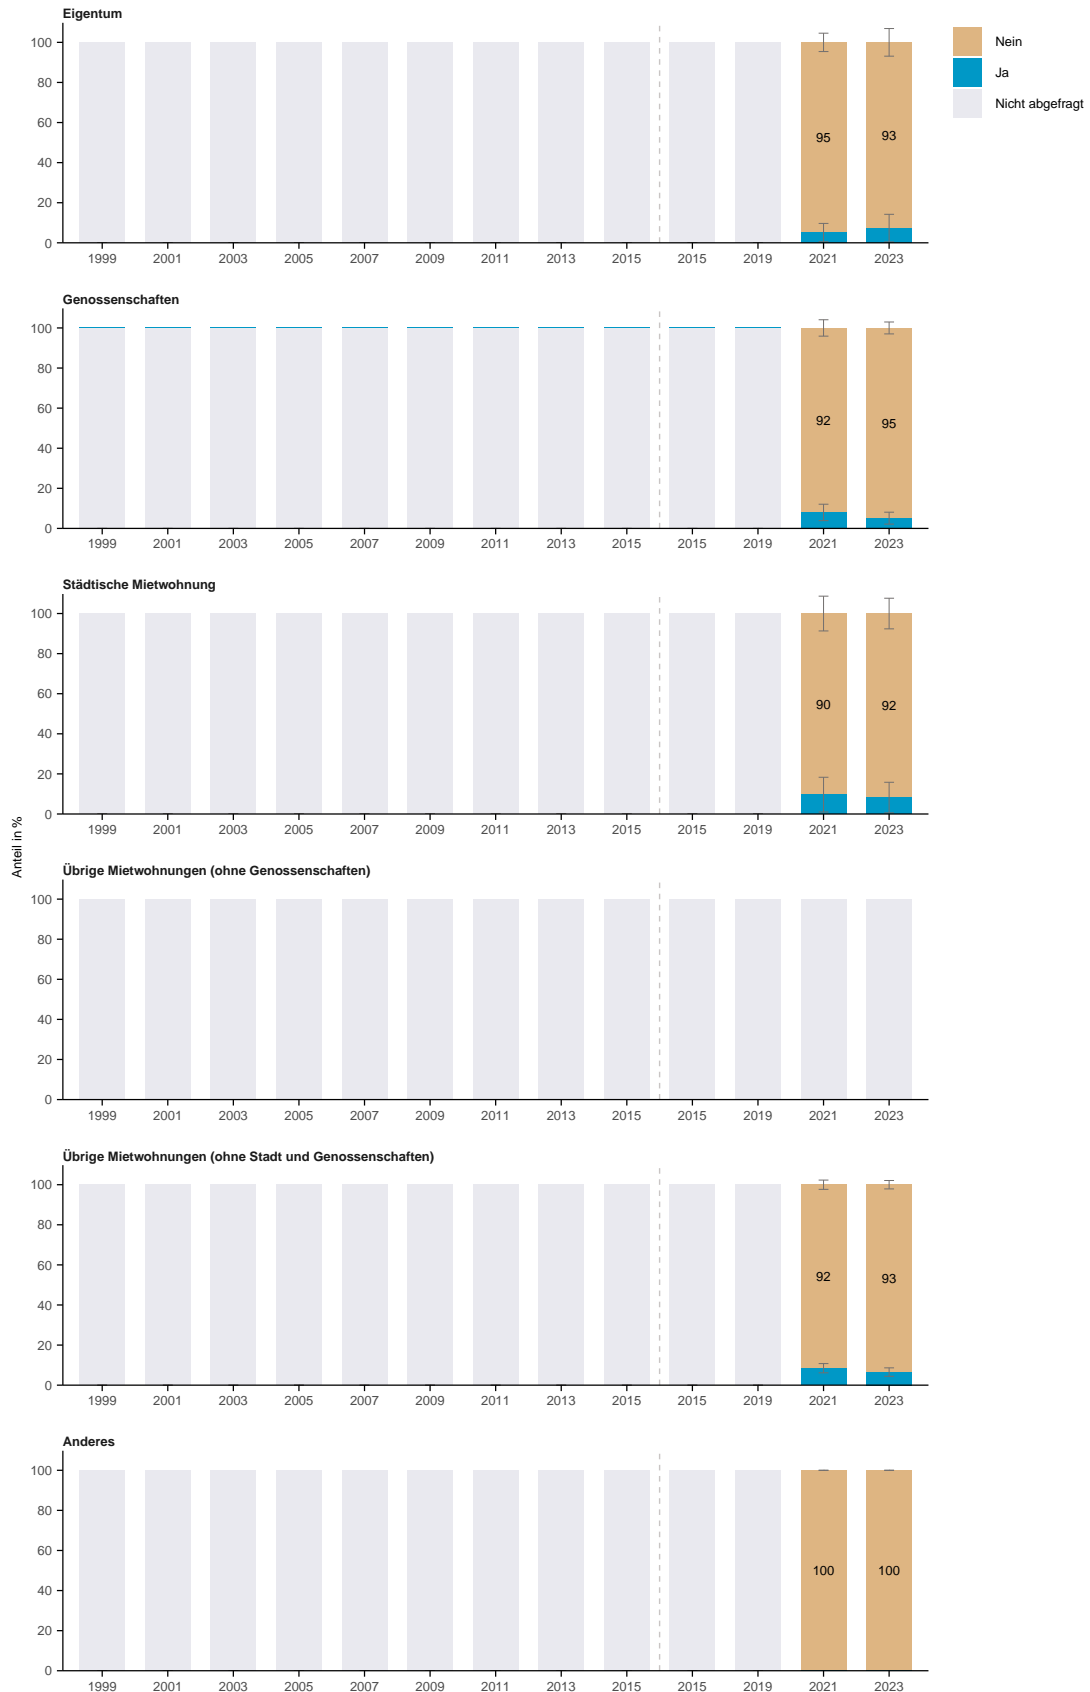 Eigentum
Nein
Ja
Nicht abgefragt
100
80
60
40
20
0
95
93
1999 2001 2003 2005 2007 2009 2011 2013 2015 2015 2019 2021 2023
Genossenschaften
100
80
60
40
20
0
92
95
1999 2001 2003 2005 2007 2009 2011 2013 2015 2015 2019 2021 2023
Städtische Mietwohnung
100
80
60
40
20
0
90
92
1999 2001 2003 2005 2007 2009 2011 2013 2015 2015 2019 2021 2023
Anteil in %
Übrige Mietwohnungen (ohne Genossenschaften)
100
80
60
40
20
0
1999 2001 2003 2005 2007 2009 2011 2013 2015 2015 2019 2021 2023
Übrige Mietwohnungen (ohne Stadt und Genossenschaften)
100
80
60
40
20
0
92
93
1999 2001 2003 2005 2007 2009 2011 2013 2015 2015 2019 2021 2023
Anderes
100
80
60
40
20
0
100
100
1999 2001 2003 2005 2007 2009 2011 2013 2015 2015 2019 2021 2023